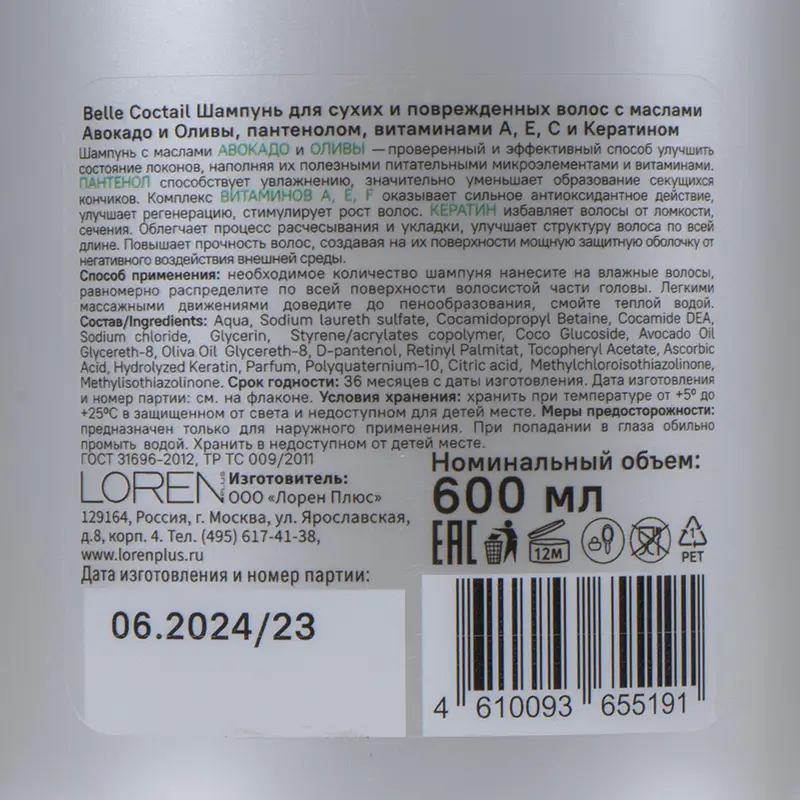 Belle Coctail Шампунь для сухих и поврежденных волос с маслами
Авокадо и Оливы, пантенолом, витаминами А, Е, С и Кератином
Шампунь с маслами АВОКАДО и ОЛИВЫ — проверенный и эффективный способ улучшить
состояние локонов, наполняя их полезными питательными микроэлементами и витаминами.
ПАНТЕНОЛ способствует увлажнению, значительно уменьшает образование секущихся
кончиков. Комплекс ВИТАМИНОВ А, Е, F оказывает сильное антиоксидантное действие,
улучшает регенерацию, стимулирует рост волос. КЕРАТИН избавляет волосы от ломкости,
сечения. Облегчает процесс расчесывания и укладки, улучшает структуру волоса по всей
длине. Повышает прочность волос, создавая на их поверхности мощную защитную оболочку от
негативного воздействия внешней среды.
Способ применения: необходимое количество шампуня нанесите на влажные волосы,
равномерно распределите по всей поверхности волосистой части головы. Легкими
массажными движениями доведите до пенообразования, смойте теплой водой.
Состав/Ingredients: Aqua, Sodium laureth sulfate, Cocamidopropyl Betaine, Cocamide DEA,
Sodium chloride, Glycerin, Styrene/acrylates copolymer, Coco Glucoside, Avocado Oil
Glycereth-8, Oliva Oil Glycereth-8, D-pantenol, Retinyl Palmitat, Tocopheryl Acetate, Ascorbic
Acid, Hydrolyzed Keratin, Parfum, Polyquaternium-10, Citric acid, Methylchloroisothiazolinone,
Methylisothiazolinone. Срок годности: 36 месяцев с даты изготовления. Дата изготовления
и номер партии: см. на флаконе. Условия хранения: хранить при температуре от +5º до
+25ºС в защищенном от света и недоступном для детей месте. Меры предосторожности:
предназначен только для наружного применения. При попадании в глаза обильно
промыть водой. Хранить в недоступном от детей месте.
ГОСТ 31696-2012, ТР ТС 009/2011
LOREN PLUS
Изготовитель:
ООО «Лорен Плюс»
129164, Россия, г. Москва, ул. Ярославская,
д.8, корп. 4. Тел. (495) 617-41-38,
www.lorenplus.ru
Дата изготовления и номер партии:
06.2024/23
Номинальный объем:
600 мл
EAC
12М
1
PET
4 610093 655191